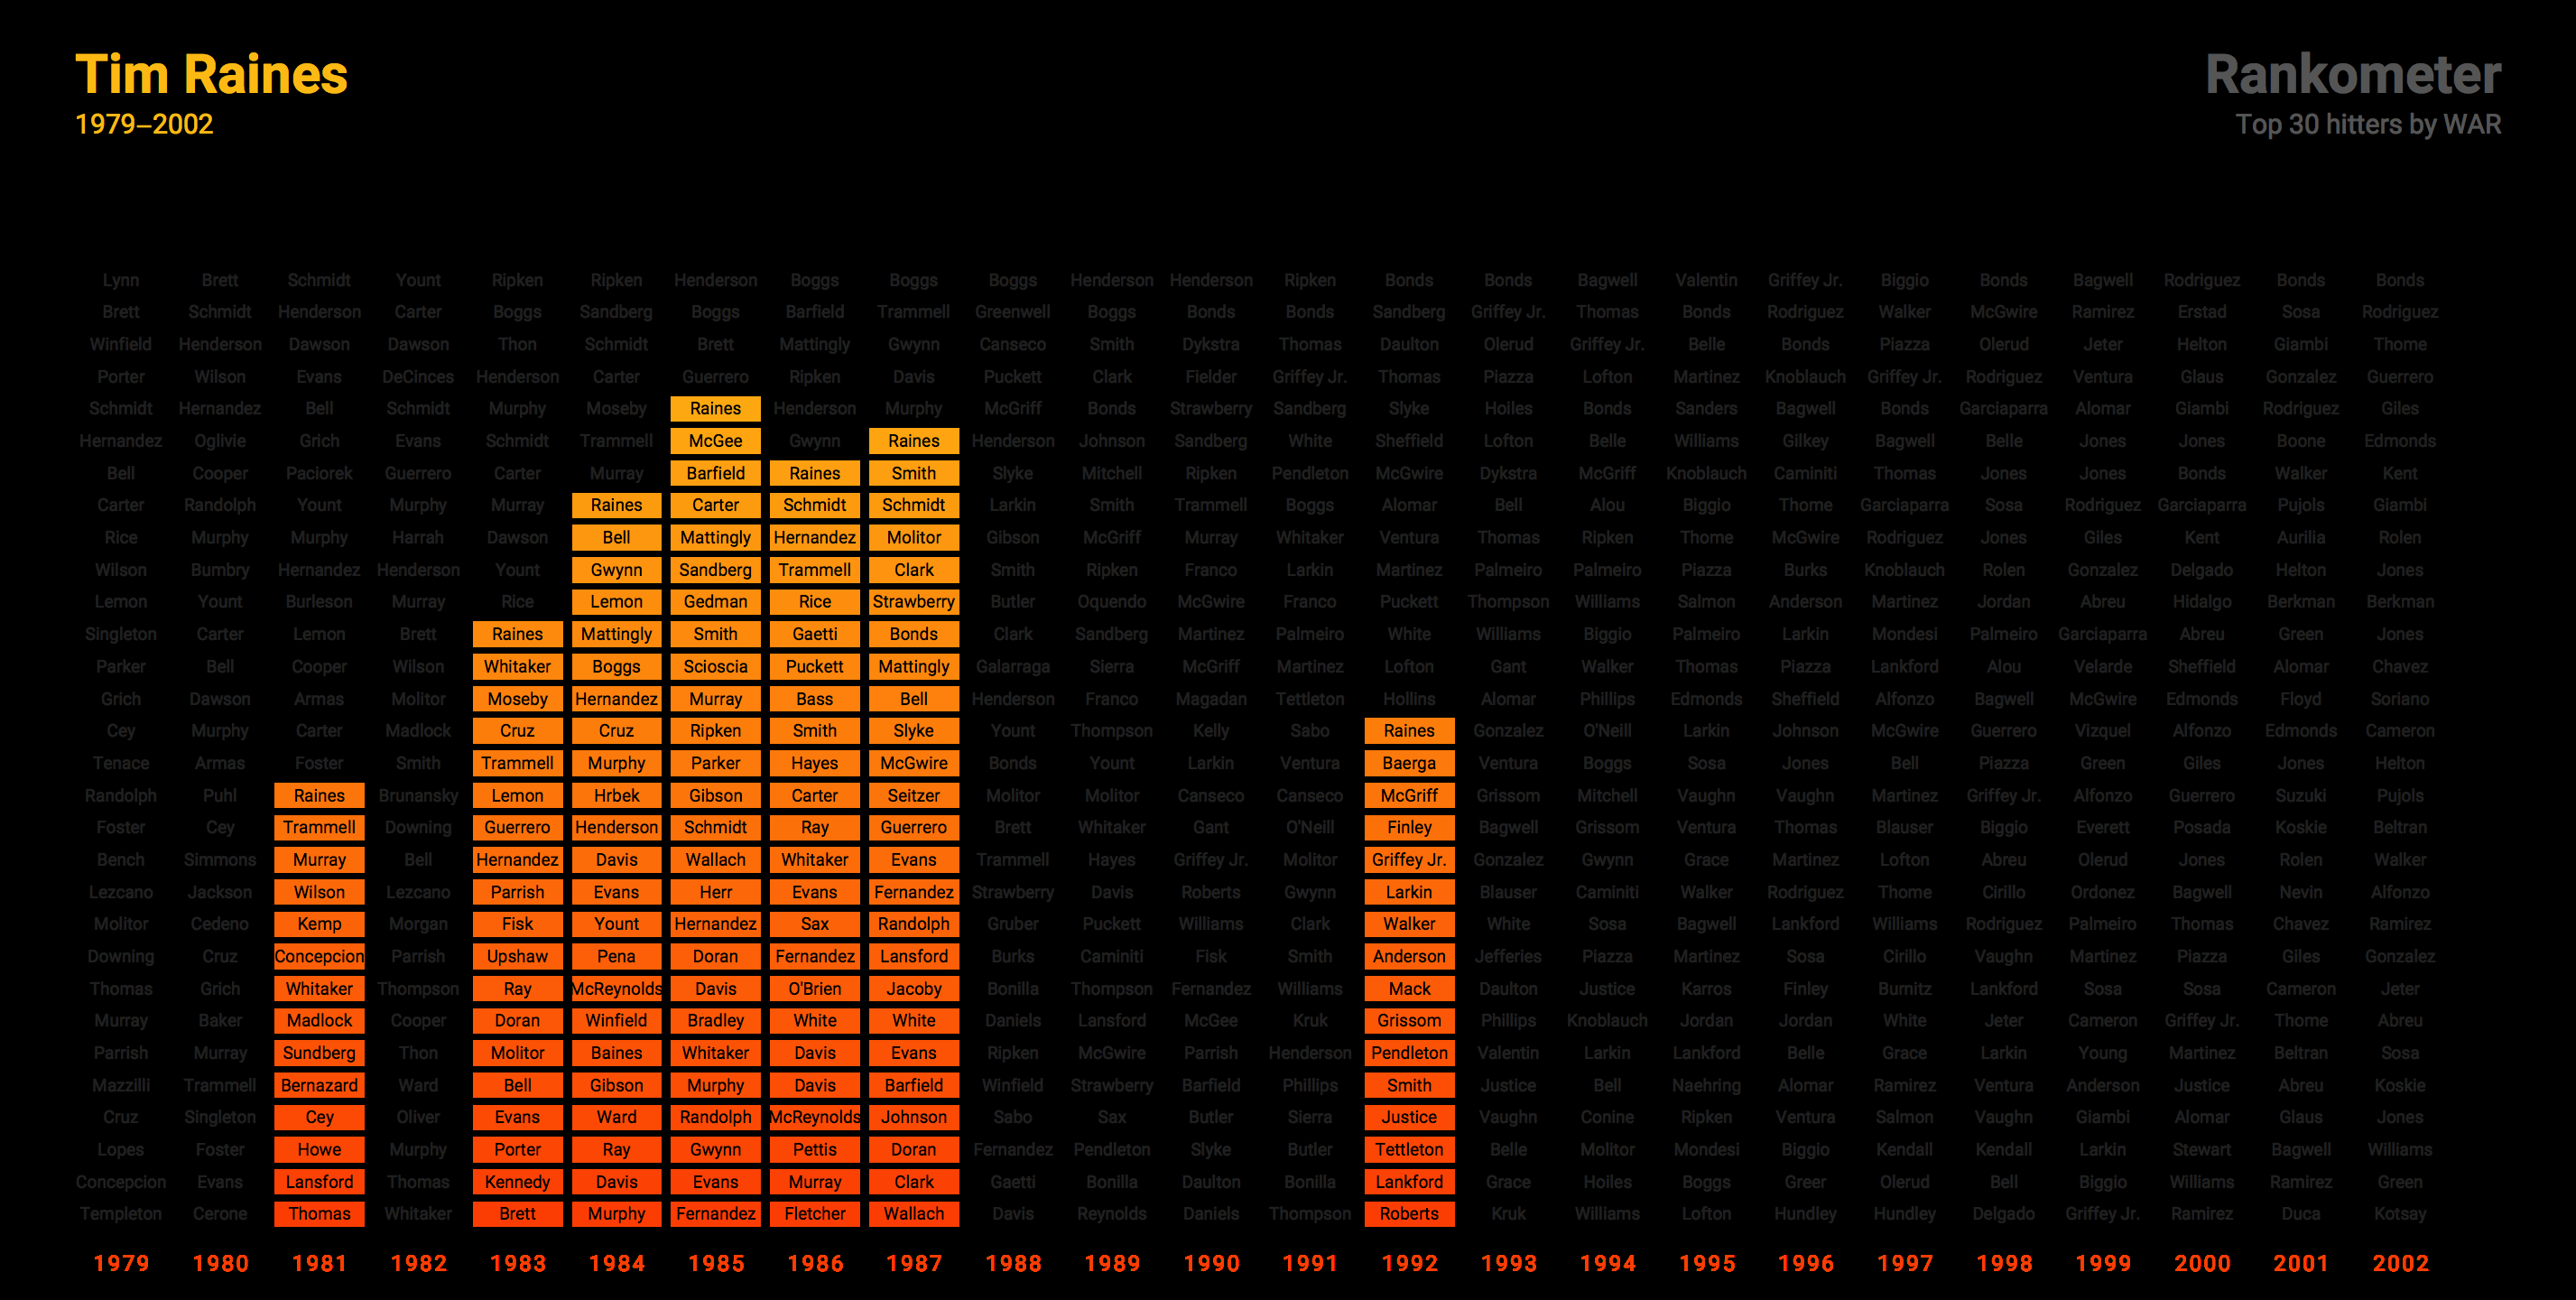 Tim Raines
1979–2002
Rankometer
Top 30 hitters by WAR
Lynn Brett Schmidt Yount Ripken Ripken Henderson Boggs Boggs Boggs Henderson Henderson Ripken Bonds Bonds Bagwell Valentin Griffey Jr. Biggio Bonds Bagwell Rodriguez Bonds Bonds
Brett Schmidt Henderson Carter Boggs Sandberg Boggs Barfield Trammell Greenwell Boggs Bonds Bonds Sandberg Griffey Jr. Thomas Bonds Rodriguez Walker McGwire Ramirez Erstad Sosa Rodriguez
Winfield Henderson Dawson Dawson Thon Schmidt Brett Mattingly Gwynn Canseco Smith Dykstra Thomas Daulton Olerud Griffey Jr. Belle Bonds Piazza Olerud Jeter Helton Giambi Thome
Porter Wilson Evans DeCinces Henderson Carter Guerrero Ripken Davis Puckett Clark Fielder Griffey Jr. Thomas Piazza Lofton Martinez Knoblauch Griffey Jr. Rodriguez Ventura Glaus Gonzalez Guerrero
Schmidt Hernandez Bell Schmidt Murphy Moseby Raines Henderson Murphy McGriff Bonds Strawberry Sandberg Slyke Hoiles Bonds Sanders Bagwell Bonds Garciaparra Alomar Giambi Rodriguez Giles
Hernandez Oglivie Grich Evans Schmidt Trammell McGee Gwynn Raines Henderson Johnson Sandberg White Sheffield Lofton Belle Williams Gilkey Bagwell Belle Jones Jones Boone Edmonds
Bell Cooper Paciorek Guerrero Carter Murray Barfield Raines Smith Slyke Mitchell Ripken Pendleton McGwire Dykstra McGriff Knoblauch Caminiti Thomas Jones Jones Bonds Walker Kent
Carter Randolph Yount Murphy Murray Raines Carter Schmidt Schmidt Larkin Smith Trammell Boggs Alomar Bell Alou Biggio Thome Garciaparra Sosa Rodriguez Garciaparra Pujols Giambi
Rice Murphy Murphy Harrah Dawson Bell Mattingly Hernandez Molitor Gibson McGriff Murray Whitaker Ventura Thomas Ripken Thome McGwire Rodriguez Jones Giles Kent Aurilia Rolen
Wilson Bumbry Hernandez Henderson Yount Gwynn Sandberg Trammell Clark Smith Ripken Franco Larkin Martinez Palmeiro Palmeiro Piazza Burks Knoblauch Rolen Gonzalez Delgado Helton Jones
Lemon Yount Burleson Murray Rice Lemon Gedman Rice Strawberry Butler Oquendo McGwire Franco Puckett Thompson Williams Salmon Anderson Martinez Jordan Abreu Hidalgo Berkman Berkman
Singleton Carter Lemon Brett Raines Mattingly Smith Gaetti Bonds Clark Sandberg Martinez Palmeiro White Williams Biggio Palmeiro Larkin Mondesi Palmeiro Garciaparra Abreu Green Jones
Parker Bell Cooper Wilson Whitaker Boggs Scioscia Puckett Mattingly Galarraga Sierra McGriff Martinez Lofton Gant Walker Thomas Piazza Lankford Alou Velarde Sheffield Alomar Chavez
Grich Dawson Armas Molitor Moseby Hernandez Murray Bass Bell Henderson Franco Magadan Tettleton Hollins Alomar Phillips Edmonds Sheffield Alfonzo Bagwell McGwire Edmonds Floyd Soriano
Cey Murphy Carter Madlock Cruz Cruz Ripken Smith Slyke Yount Thompson Kelly Sabo Raines Gonzalez O'Neill Larkin Johnson McGwire Guerrero Vizquel Alfonzo Edmonds Cameron
Tenace Armas Foster Smith Trammell Murphy Parker Hayes McGwire Bonds Yount Larkin Ventura Baerga Ventura Boggs Sosa Jones Bell Piazza Green Giles Jones Helton
Randolph Puhl Raines Brunansky Lemon Hrbek Gibson Carter Seitzer Molitor Molitor Canseco Canseco McGriff Grissom Mitchell Vaughn Vaughn Martinez Griffey Jr. Alfonzo Guerrero Suzuki Pujols
Foster Cey Trammell Downing Guerrero Henderson Schmidt Ray Guerrero Brett Whitaker Gant O'Neill Finley Bagwell Grissom Ventura Thomas Blauser Biggio Everett Posada Koskie Beltran
Bench Simmons Murray Bell Hernandez Davis Wallach Whitaker Evans Trammell Hayes Griffey Jr. Molitor Griffey Jr. Gonzalez Gwynn Grace Martinez Lofton Abreu Olerud Jones Rolen Walker
Lezcano Jackson Wilson Lezcano Parrish Evans Herr Evans Fernandez Strawberry Davis Roberts Gwynn Larkin Blauser Caminiti Walker Rodriguez Thome Cirillo Ordonez Bagwell Nevin Alfonzo
Molitor Cedeno Kemp Morgan Fisk Yount Hernandez Sax Randolph Gruber Puckett Williams Clark Walker White Sosa Bagwell Lankford Williams Rodriguez Palmeiro Thomas Chavez Ramirez
Downing Cruz Concepcion Parrish Upshaw Pena Doran Fernandez Lansford Burks Caminiti Fisk Smith Anderson Jefferies Piazza Martinez Sosa Cirillo Vaughn Martinez Piazza Giles Gonzalez
Thomas Grich Whitaker Thompson Ray McReynolds Davis O'Brien Jacoby Bonilla Thompson Fernandez Williams Mack Daulton Justice Karros Finley Burnitz Lankford Sosa Sosa Cameron Jeter
Murray Baker Madlock Cooper Doran Winfield Bradley White White Daniels Lansford McGee Kruk Grissom Phillips Knoblauch Jordan Jordan White Jeter Cameron Griffey Jr. Thome Abreu
Parrish Murray Sundberg Thon Molitor Baines Whitaker Davis Evans Ripken McGwire Parrish Henderson Pendleton Valentin Larkin Lankford Belle Grace Larkin Young Martinez Beltran Sosa
Mazzilli Trammell Bernazard Ward Bell Gibson Murphy Davis Barfield Winfield Strawberry Barfield Phillips Smith Justice Bell Naehring Alomar Ramirez Ventura Anderson Justice Abreu Koskie
Cruz Singleton Cey Oliver Evans Ward Randolph McReynolds Johnson Sabo Sax Butler Sierra Justice Vaughn Conine Ripken Ventura Salmon Vaughn Giambi Alomar Glaus Jones
Lopes Foster Howe Murphy Porter Ray Gwynn Pettis Doran Fernandez Pendleton Slyke Butler Tettleton Belle Molitor Mondesi Biggio Kendall Kendall Larkin Stewart Bagwell Williams
Concepcion Evans Lansford Thomas Kennedy Davis Evans Murray Clark Gaetti Bonilla Daulton Bonilla Lankford Grace Hoiles Boggs Greer Olerud Bell Biggio Williams Ramirez Green
Templeton Cerone Thomas Whitaker Brett Murphy Fernandez Fletcher Wallach Davis Reynolds Daniels Thompson Roberts Kruk Williams Lofton Hundley Hundley Delgado Griffey Jr. Ramirez Duca Kotsay
1979 1980 1981 1982 1983 1984 1985 1986 1987 1988 1989 1990 1991 1992 1993 1994 1995 1996 1997 1998 1999 2000 2001 2002